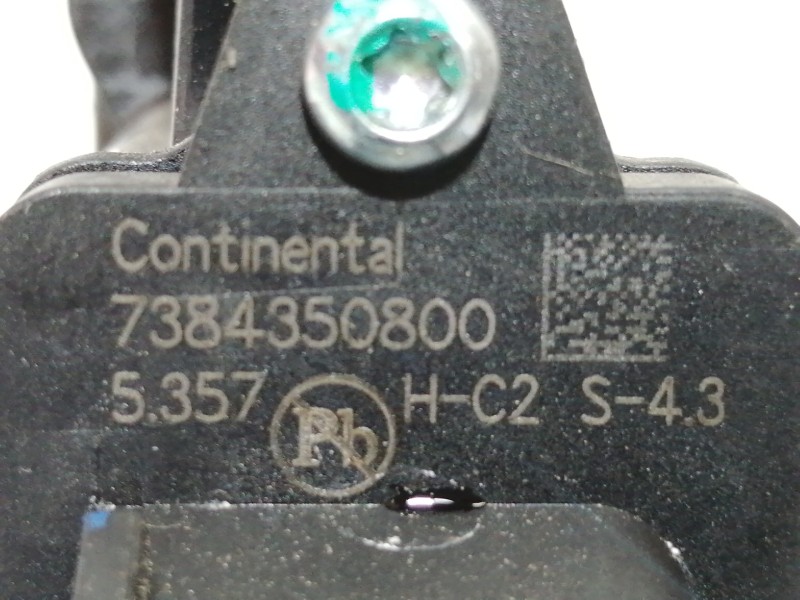 Continental
7384350800
5.357 Pb H-C2 S-4.3